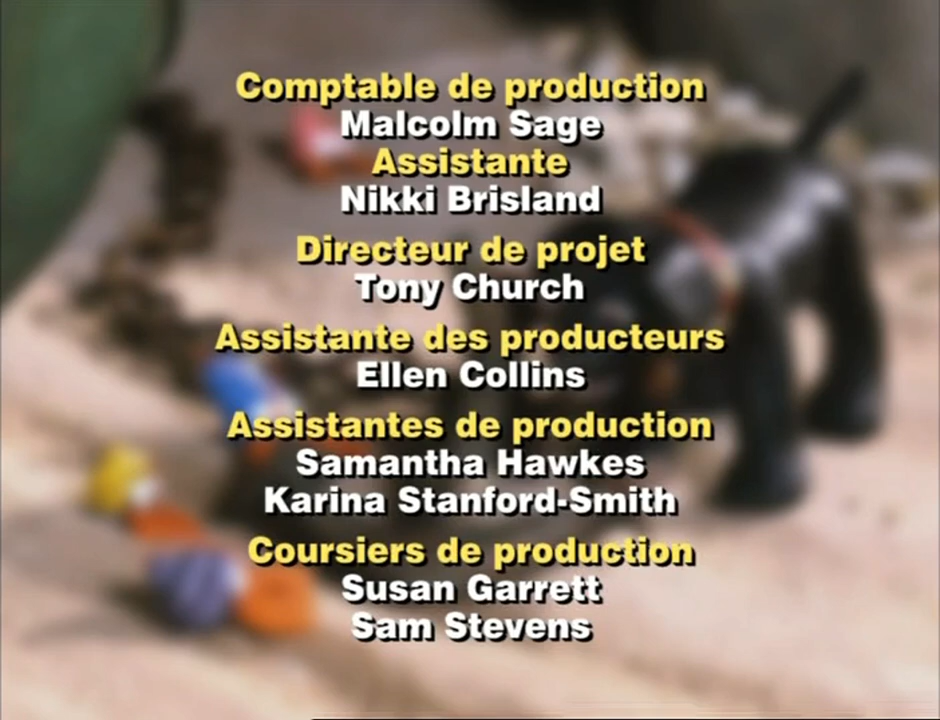 Comptable de production
Malcolm Sage
Assistante
Nikki Brisland
Directeur de projet
Tony Church
Assistante des producteurs
Ellen Collins
Assistantes de production
Samantha Hawkes
Karina Stanford-Smith
Coursiers de production
Susan Garrett
Sam Stevens